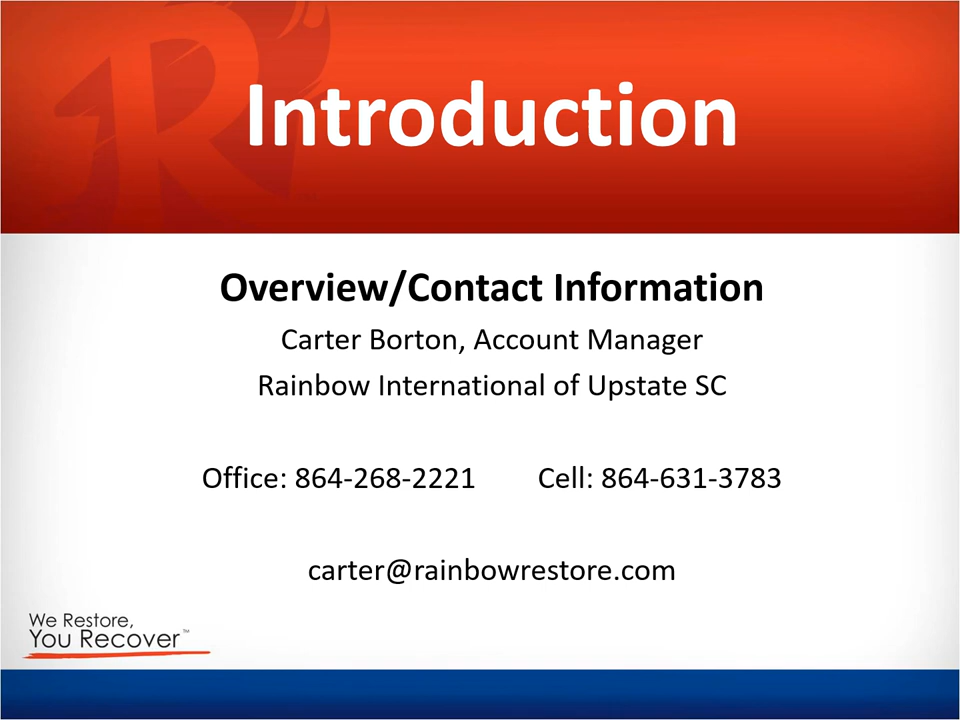 Introduction
Overview/Contact Information
Carter Borton, Account Manager
Rainbow International of Upstate SC
Office: 864-268-2221 Cell: 864-631-3783
carter@rainbowrestore.com
We Restore,
You Recover™